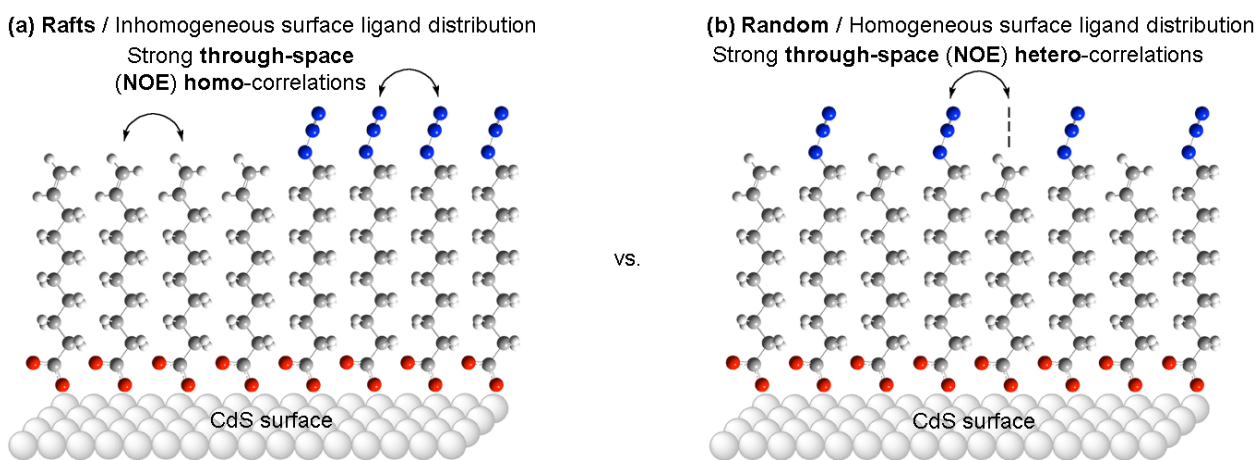 (a) Rafts / Inhomogeneous surface ligand distribution
Strong through-space
(NOE) homo-correlations
CdS surface
vs.
(b) Random / Homogeneous surface ligand distribution
Strong through-space (NOE) hetero-correlations
CdS surface